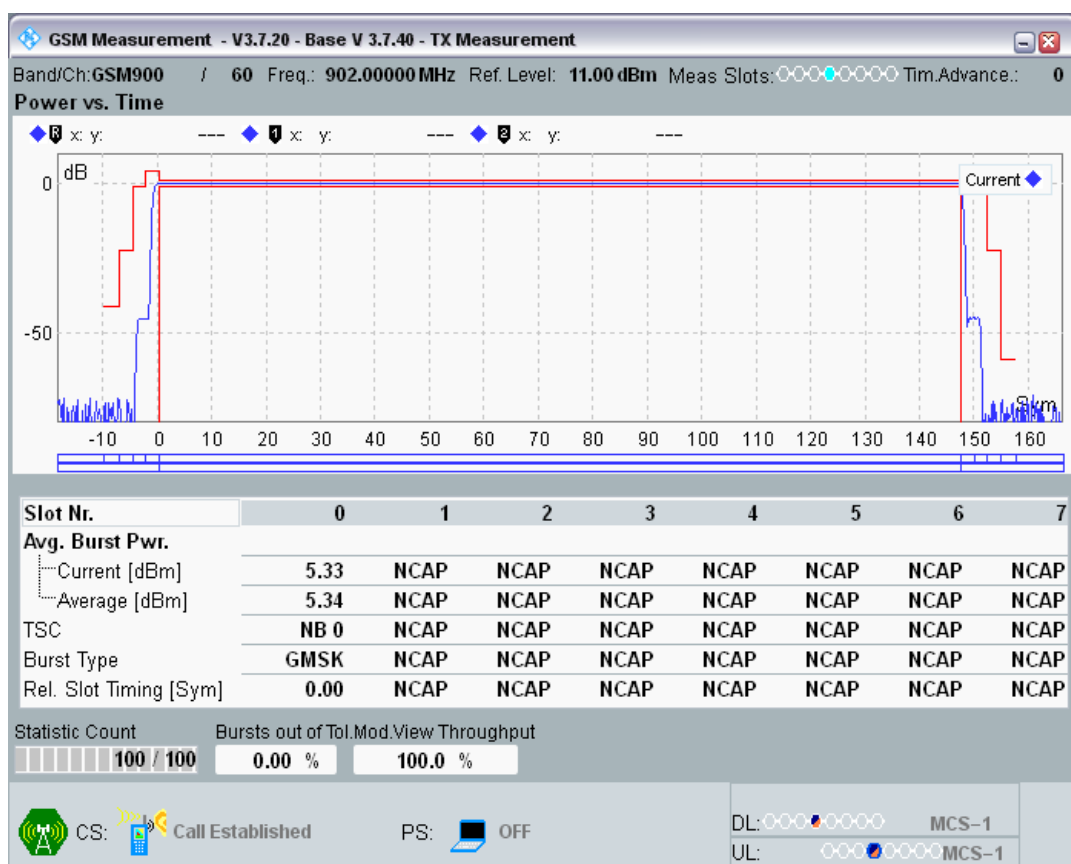 GSM Measurement - V3.7.20 - Base V 3.7.40 - TX Measurement
Band/Ch:GSM900 / 60 Freq.: 902.00000 MHz Ref. Level: 11.00 dBm Meas Slots: Tim.Advance.: 0
Power vs. Time
R x: y: --- 1 x: y: --- 2 x: y: ---
dB
Current
0
-50
Sym
-10 0 10 20 30 40 50 60 70 80 90 100 110 120 130 140 150 160
Slot Nr. 0 1 2 3 4 5 6 7
Avg. Burst Pwr.
Current [dBm] 5.33 NCAP NCAP NCAP NCAP NCAP NCAP NCAP
Average [dBm] 5.34 NCAP NCAP NCAP NCAP NCAP NCAP NCAP
TSC NB 0 NCAP NCAP NCAP NCAP NCAP NCAP NCAP
Burst Type GMSK NCAP NCAP NCAP NCAP NCAP NCAP NCAP
Rel. Slot Timing [Sym] 0.00 NCAP NCAP NCAP NCAP NCAP NCAP NCAP
Statistic Count Bursts out of Tol. Mod.View Throughput
100 / 100 0.00 % 100.0 %
CS: Call Established PS: OFF
DL: MCS-1
UL: MCS-1